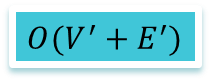 O(V′ + E′)